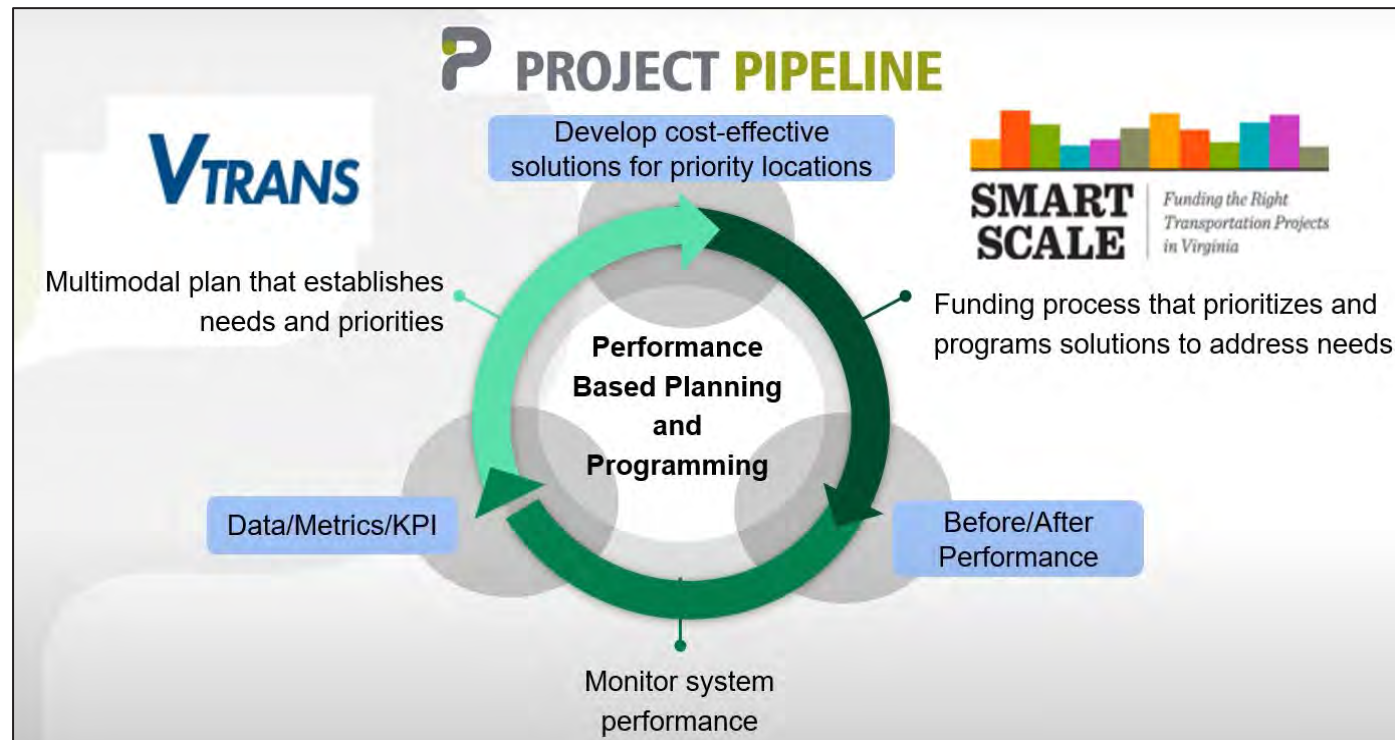 PROJECT PIPELINE
Develop cost-effective
solutions for priority locations
VTRANS
Multimodal plan that establishes
needs and priorities
SMART
SCALE
Funding the Right
Transportation Projects
in Virginia
Funding process that prioritizes and
programs solutions to address needs
Performance
Based Planning
and
Programming
Data/Metrics/KPI
Before/After
Performance
Monitor system
performance